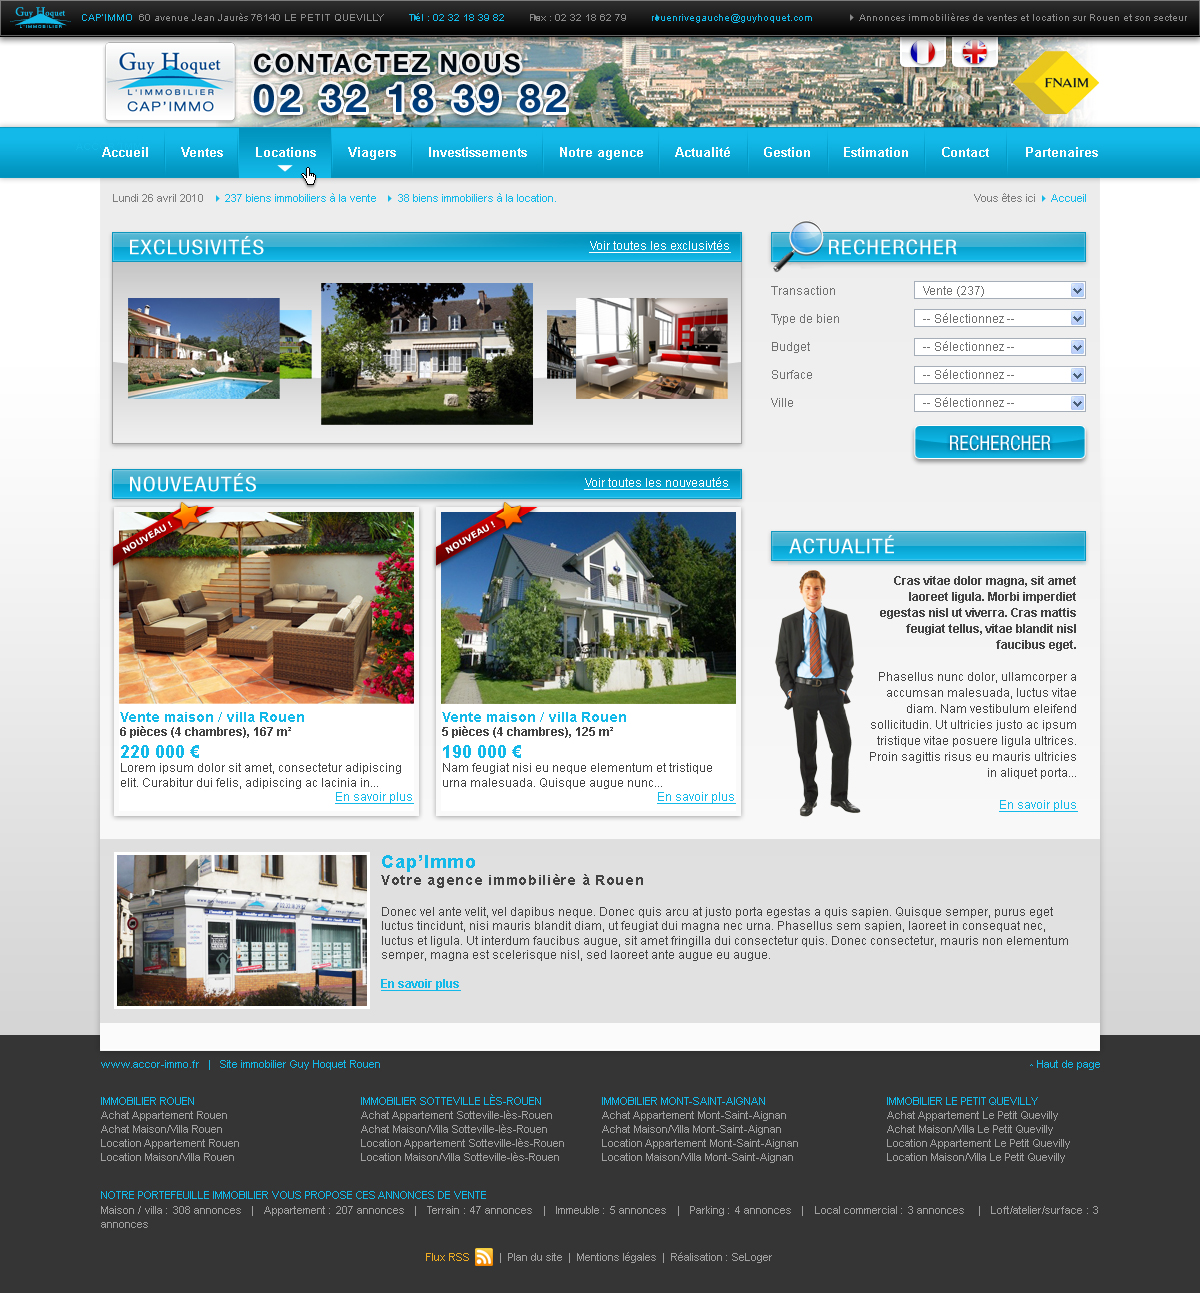 Guy Hoquet L'IMMOBILIER CAP'IMMO 60 avenue Jean Jaurès 76140 LE PETIT QUEVILLY Tél : 02 32 18 39 82 Fax : 02 32 18 62 79 rouenrivegauche@guyhoquet.com Annonces immobilières de ventes et location sur Rouen et son secteur
Guy Hoquet
L'IMMOBILIER
CAP'IMMO
CONTACTEZ NOUS
02 32 18 39 82
FNAIM
Accueil Ventes Locations Viagers Investissements Notre agence Actualité Gestion Estimation Contact Partenaires
Lundi 26 avril 2010 237 biens immobiliers à la vente 38 biens immobiliers à la location. Vous êtes ici Accueil
EXCLUSIVITÉS Voir toutes les exclusivtés
RECHERCHER
Transaction Vente (237)
Type de bien -- Sélectionnez --
Budget -- Sélectionnez --
Surface -- Sélectionnez --
Ville -- Sélectionnez --
RECHERCHER
NOUVEAUTÉS Voir toutes les nouveautés
NOUVEAU !
Vente maison / villa Rouen
6 pièces (4 chambres), 167 m²
220 000 €
Lorem ipsum dolor sit amet, consectetur adipiscing
elit. Curabitur dui felis, adipiscing ac lacinia in...
En savoir plus
NOUVEAU !
Vente maison / villa Rouen
5 pièces (4 chambres), 125 m²
190 000 €
Nam feugiat nisi eu neque elementum et tristique
urna malesuada. Quisque augue nunc...
En savoir plus
ACTUALITÉ
Cras vitae dolor magna, sit amet
laoreet ligula. Morbi imperdiet
egestas nisl ut viverra. Cras mattis
feugiat tellus, vitae blandit nisl
faucibus eget.
Phasellus nunc dolor, ullamcorper a
accumsan malesuada, luctus vitae
diam. Nam vestibulum eleifend
sollicitudin. Ut ultricies justo ac ipsum
tristique vitae posuere ligula ultrices.
Proin sagittis risus eu mauris ultricies
in aliquet porta...
En savoir plus
Cap'Immo
Votre agence immobilière à Rouen
Donec vel ante velit, vel dapibus neque. Donec quis arcu at justo porta egestas a quis sapien. Quisque semper, purus eget
luctus tincidunt, nisi mauris blandit diam, ut feugiat dui magna nec urna. Phasellus sem sapien, laoreet in consequat nec,
luctus et ligula. Ut interdum faucibus augue, sit amet fringilla dui consectetur quis. Donec consectetur, mauris non elementum
semper, magna est scelerisque nisl, sed laoreet ante augue eu augue.
En savoir plus
www.accor-immo.fr | Site immobilier Guy Hoquet Rouen - Haut de page
IMMOBILIER ROUEN
Achat Appartement Rouen
Achat Maison/Villa Rouen
Location Appartement Rouen
Location Maison/Villa Rouen
IMMOBILIER SOTTEVILLE LÈS-ROUEN
Achat Appartement Sotteville-lès-Rouen
Achat Maison/Villa Sotteville-lès-Rouen
Location Appartement Sotteville-lès-Rouen
Location Maison/Villa Sotteville-lès-Rouen
IMMOBILIER MONT-SAINT-AIGNAN
Achat Appartement Mont-Saint-Aignan
Achat Maison/Villa Mont-Saint-Aignan
Location Appartement Mont-Saint-Aignan
Location Maison/Villa Mont-Saint-Aignan
IMMOBILIER LE PETIT QUEVILLY
Achat Appartement Le Petit Quevilly
Achat Maison/Villa Le Petit Quevilly
Location Appartement Le Petit Quevilly
Location Maison/Villa Le Petit Quevilly
NOTRE PORTEFEUILLE IMMOBILIER VOUS PROPOSE CES ANNONCES DE VENTE
Maison / villa : 308 annonces | Appartement : 207 annonces | Terrain : 47 annonces | Immeuble : 5 annonces | Parking : 4 annonces | Local commercial : 3 annonces | Loft/atelier/surface : 3
annonces
Flux RSS | Plan du site | Mentions légales | Réalisation : SeLoger